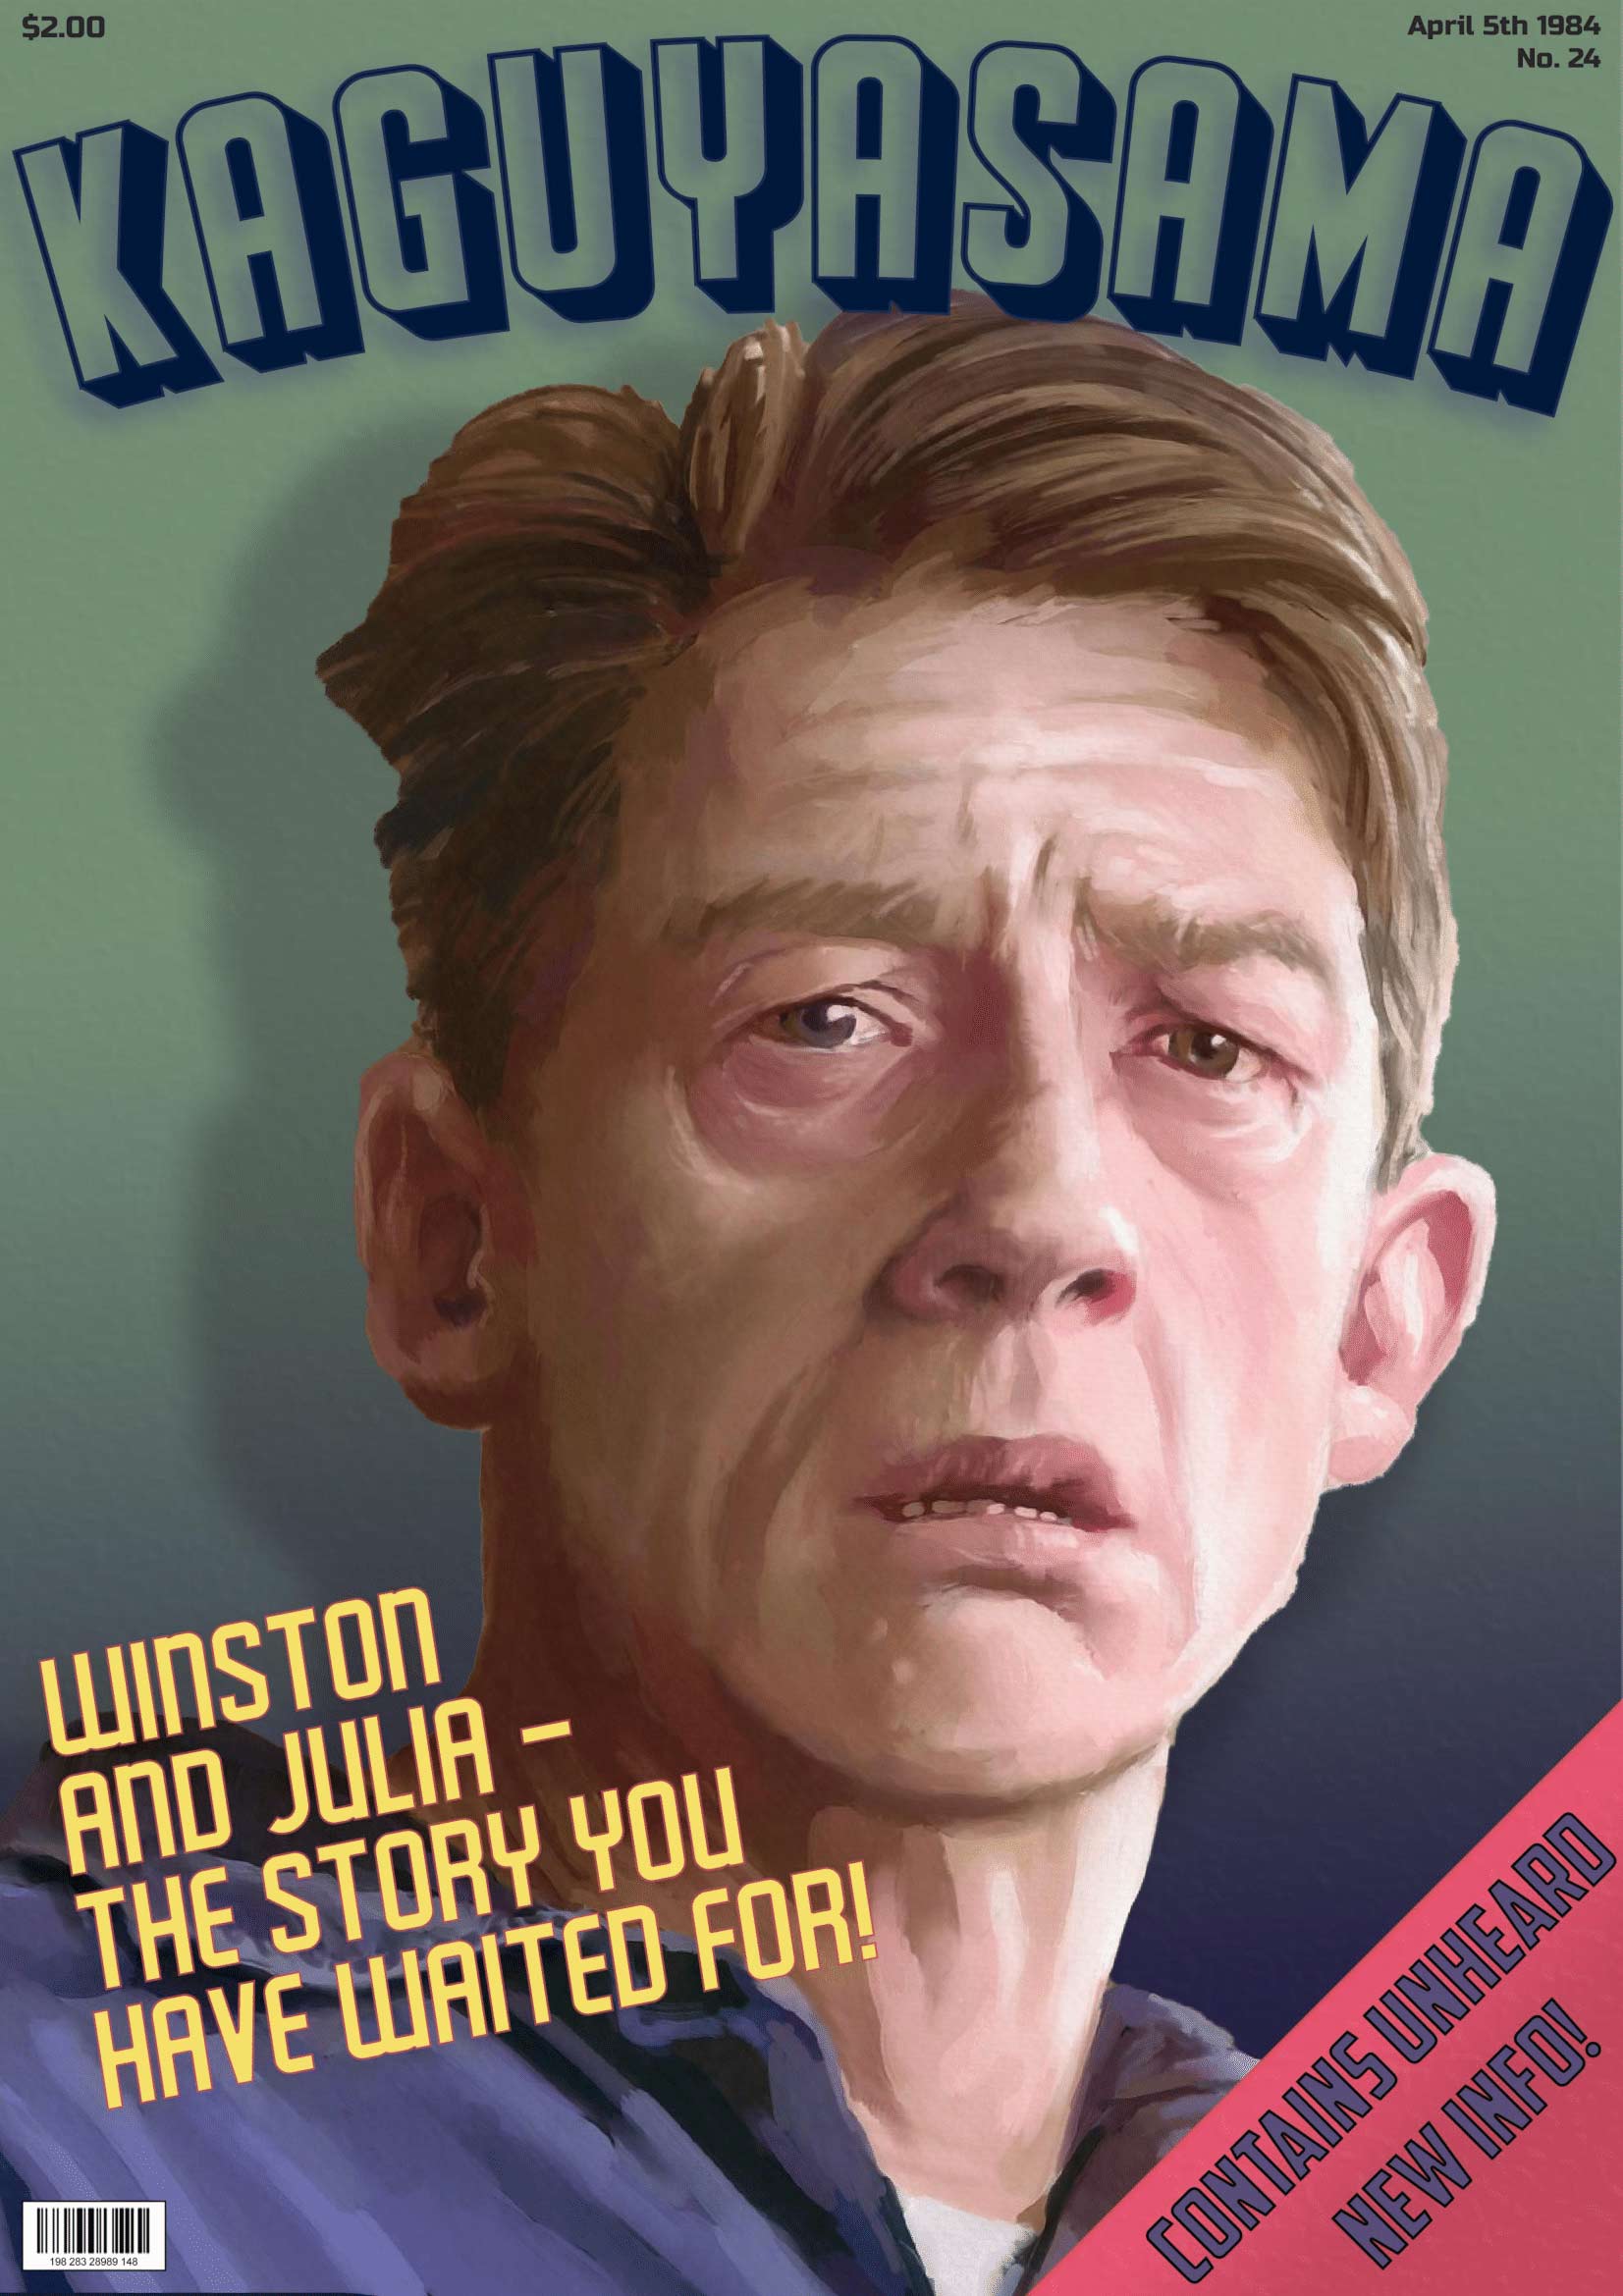 $2.00
April 5th 1984
No. 24
KAGUYASAMA
WINSTON
AND JULIA -
THE STORY YOU
HAVE WAITED FOR!
CONTAINS UNHEARD
NEW INFO!
198 283 28989 148